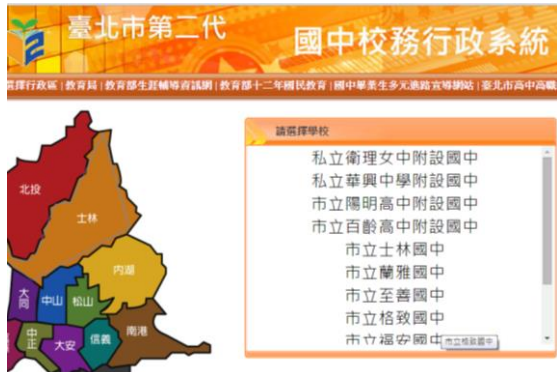 臺北市第二代
國中校務行政系統
選擇行政區 | 教育局 | 教育部生涯輔導資訊網 | 教育部十二年國民教育 | 國中畢業生多元進路宣導網站 | 臺北市高中高職
請選擇學校
私立衛理女中附設國中
私立華興中學附設國中
市立陽明高中附設國中
市立百齡高中附設國中
市立士林國中
市立蘭雅國中
市立至善國中
市立格致國中
市立福安國中
市立格致國中
北投
士林
內湖
大同
中山
松山
南港
中正
大安
信義